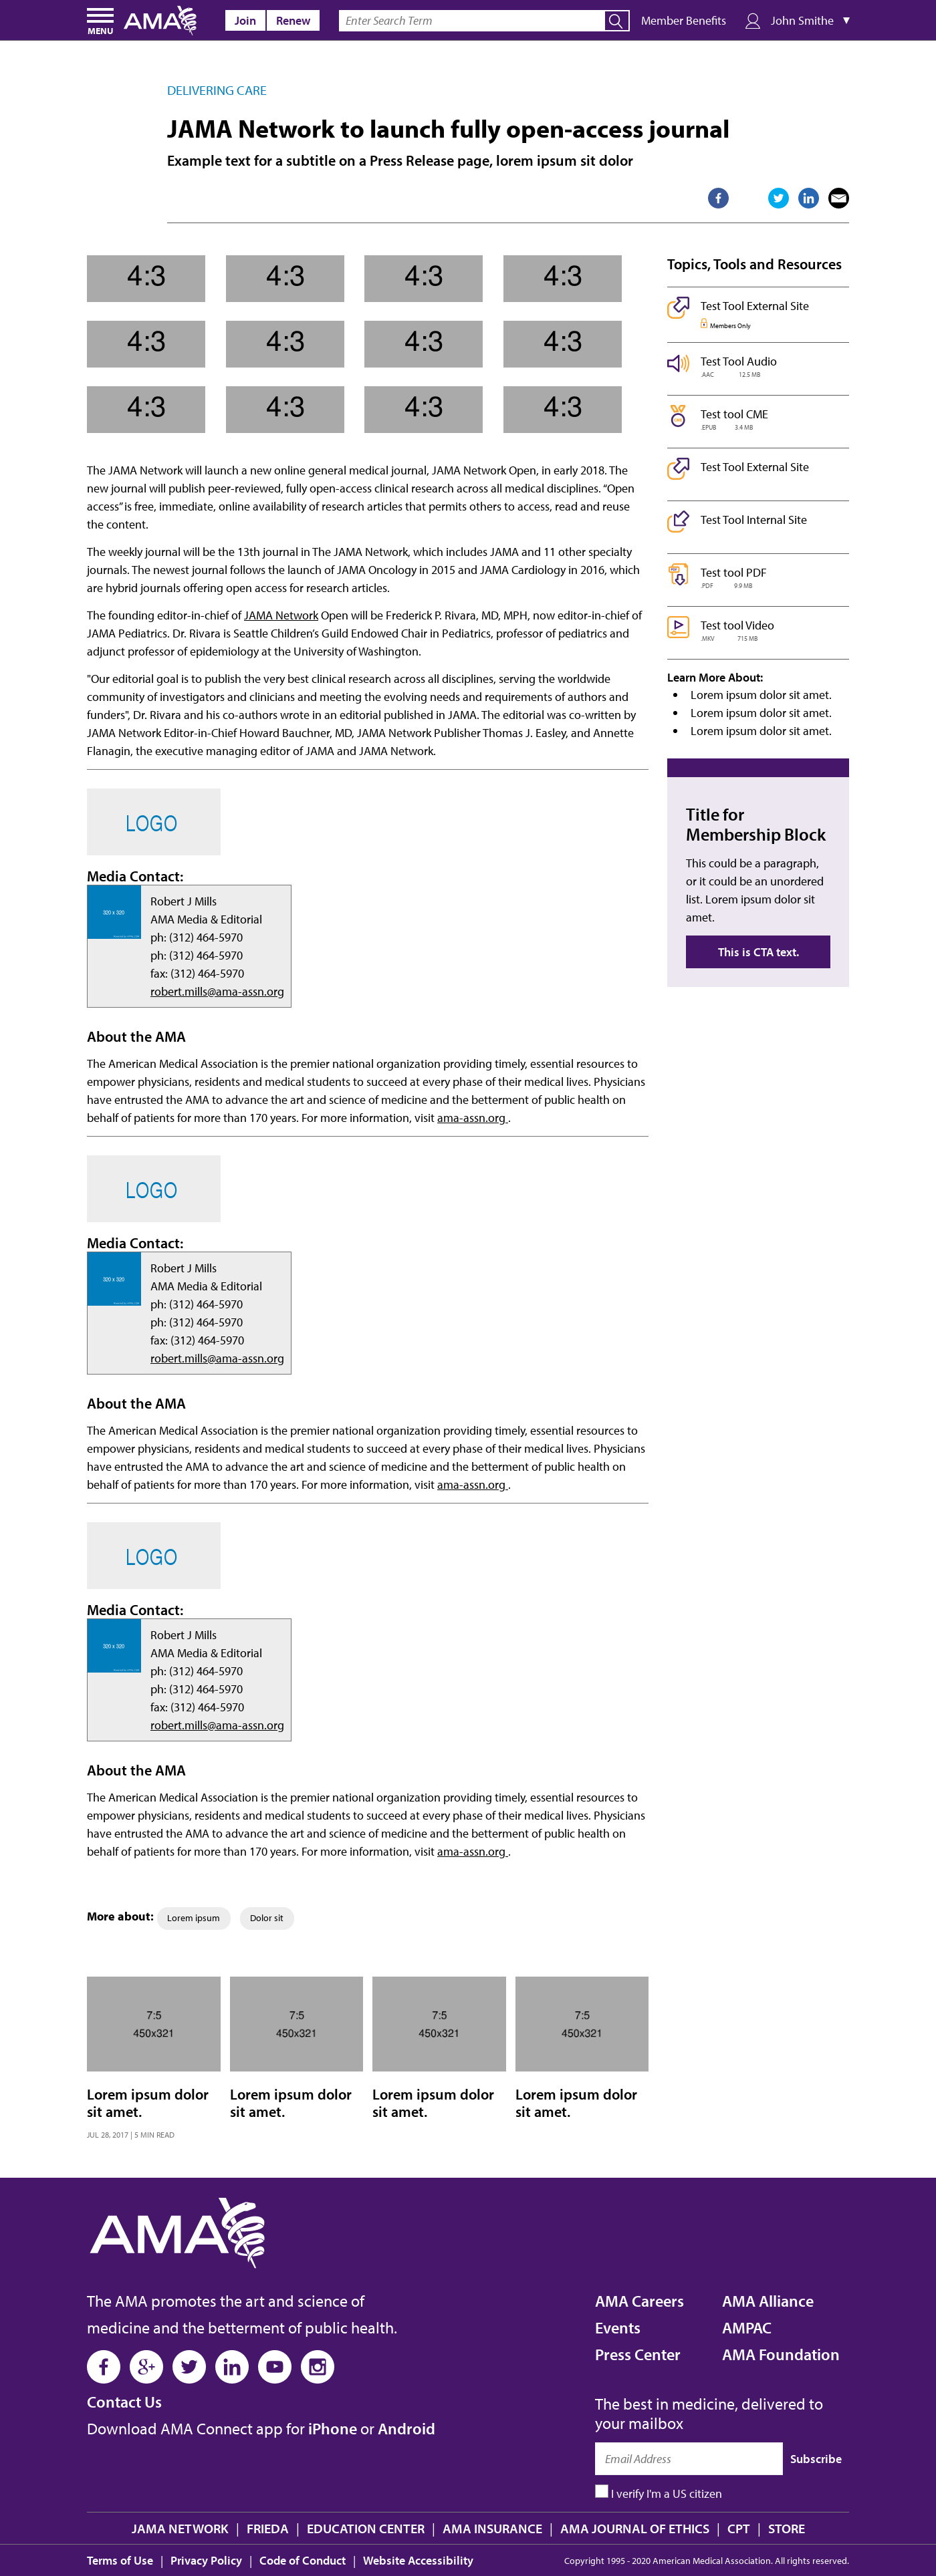 MENU
AMA
Join
Renew
Enter Search Term
Member Benefits
John Smithe
DELIVERING CARE
JAMA Network to launch fully open-access journal
Example text for a subtitle on a Press Release page, lorem ipsum sit dolor
4:3 4:3 4:3 4:3
4:3 4:3 4:3 4:3
4:3 4:3 4:3 4:3
The JAMA Network will launch a new online general medical journal, JAMA Network Open, in early 2018. The
new journal will publish peer-reviewed, fully open-access clinical research across all medical disciplines. “Open
access” is free, immediate, online availability of research articles that permits others to access, read and reuse
the content.
The weekly journal will be the 13th journal in The JAMA Network, which includes JAMA and 11 other specialty
journals. The newest journal follows the launch of JAMA Oncology in 2015 and JAMA Cardiology in 2016, which
are hybrid journals offering open access for research articles.
The founding editor-in-chief of JAMA Network Open will be Frederick P. Rivara, MD, MPH, now editor-in-chief of
JAMA Pediatrics. Dr. Rivara is Seattle Children’s Guild Endowed Chair in Pediatrics, professor of pediatrics and
adjunct professor of epidemiology at the University of Washington.
"Our editorial goal is to publish the very best clinical research across all disciplines, serving the worldwide
community of investigators and clinicians and meeting the evolving needs and requirements of authors and
funders", Dr. Rivara and his co-authors wrote in an editorial published in JAMA. The editorial was co-written by
JAMA Network Editor-in-Chief Howard Bauchner, MD, JAMA Network Publisher Thomas J. Easley, and Annette
Flanagin, the executive managing editor of JAMA and JAMA Network.
LOGO
Media Contact:
320 x 320
Robert J Mills
AMA Media & Editorial
ph: (312) 464-5970
ph: (312) 464-5970
fax: (312) 464-5970
robert.mills@ama-assn.org
About the AMA
The American Medical Association is the premier national organization providing timely, essential resources to
empower physicians, residents and medical students to succeed at every phase of their medical lives. Physicians
have entrusted the AMA to advance the art and science of medicine and the betterment of public health on
behalf of patients for more than 170 years. For more information, visit ama-assn.org .
LOGO
Media Contact:
320 x 320
Robert J Mills
AMA Media & Editorial
ph: (312) 464-5970
ph: (312) 464-5970
fax: (312) 464-5970
robert.mills@ama-assn.org
About the AMA
The American Medical Association is the premier national organization providing timely, essential resources to
empower physicians, residents and medical students to succeed at every phase of their medical lives. Physicians
have entrusted the AMA to advance the art and science of medicine and the betterment of public health on
behalf of patients for more than 170 years. For more information, visit ama-assn.org .
LOGO
Media Contact:
320 x 320
Robert J Mills
AMA Media & Editorial
ph: (312) 464-5970
ph: (312) 464-5970
fax: (312) 464-5970
robert.mills@ama-assn.org
About the AMA
The American Medical Association is the premier national organization providing timely, essential resources to
empower physicians, residents and medical students to succeed at every phase of their medical lives. Physicians
have entrusted the AMA to advance the art and science of medicine and the betterment of public health on
behalf of patients for more than 170 years. For more information, visit ama-assn.org .
More about: Lorem ipsum Dolor sit
Topics, Tools and Resources
Test Tool External Site
Members Only
Test Tool Audio
.AAC 12.5 MB
Test tool CME
.EPUB 3.4 MB
Test Tool External Site
Test Tool Internal Site
Test tool PDF
.PDF 9.9 MB
Test tool Video
.MKV 715 MB
Learn More About:
Lorem ipsum dolor sit amet.
Lorem ipsum dolor sit amet.
Lorem ipsum dolor sit amet.
Title for
Membership Block
This could be a paragraph,
or it could be an unordered
list. Lorem ipsum dolor sit
amet.
This is CTA text.
7:5
450x321
Lorem ipsum dolor
sit amet.
JUL 28, 2017 | 5 MIN READ
7:5
450x321
Lorem ipsum dolor
sit amet.
7:5
450x321
Lorem ipsum dolor
sit amet.
7:5
450x321
Lorem ipsum dolor
sit amet.
AMA
The AMA promotes the art and science of
medicine and the betterment of public health.
Contact Us
Download AMA Connect app for iPhone or Android
AMA Careers
Events
Press Center
AMA Alliance
AMPAC
AMA Foundation
The best in medicine, delivered to
your mailbox
Email Address
Subscribe
I verify I'm a US citizen
JAMA NETWORK | FRIEDA | EDUCATION CENTER | AMA INSURANCE | AMA JOURNAL OF ETHICS | CPT | STORE
Terms of Use | Privacy Policy | Code of Conduct | Website Accessibility
Copyright 1995 - 2020 American Medical Association. All rights reserved.